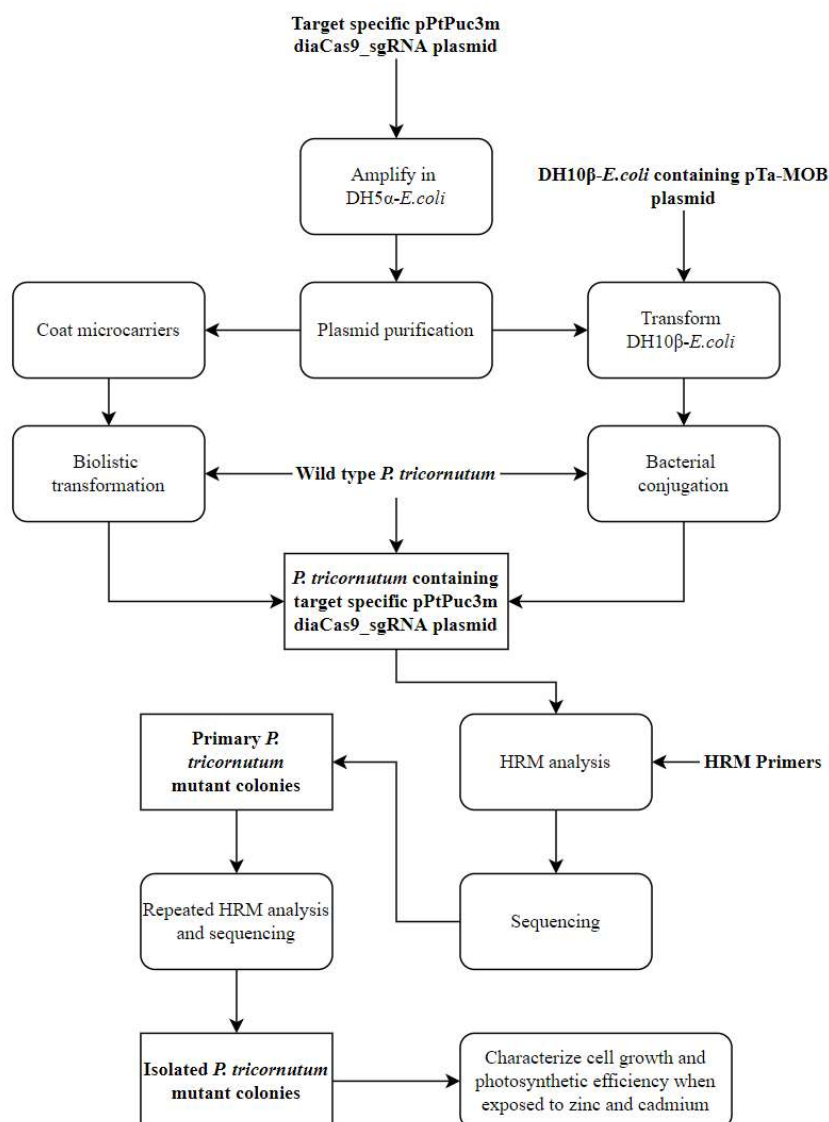 Target specific pPtPuc3m
diaCas9_sgRNA plasmid
Amplify in
DH5α-E.coli
DH10β-E.coli containing pTa-MOB
plasmid
Coat microcarriers
Plasmid purification
Transform
DH10β-E.coli
Biolistic
transformation
Wild type P. tricornutum
Bacterial
conjugation
P. tricornutum containing
target specific pPtPuc3m
diaCas9_sgRNA plasmid
Primary P.
tricornutum
mutant colonies
HRM analysis
HRM Primers
Repeated HRM analysis
and sequencing
Sequencing
Isolated P. tricornutum
mutant colonies
Characterize cell growth and
photosynthetic efficiency when
exposed to zinc and cadmium